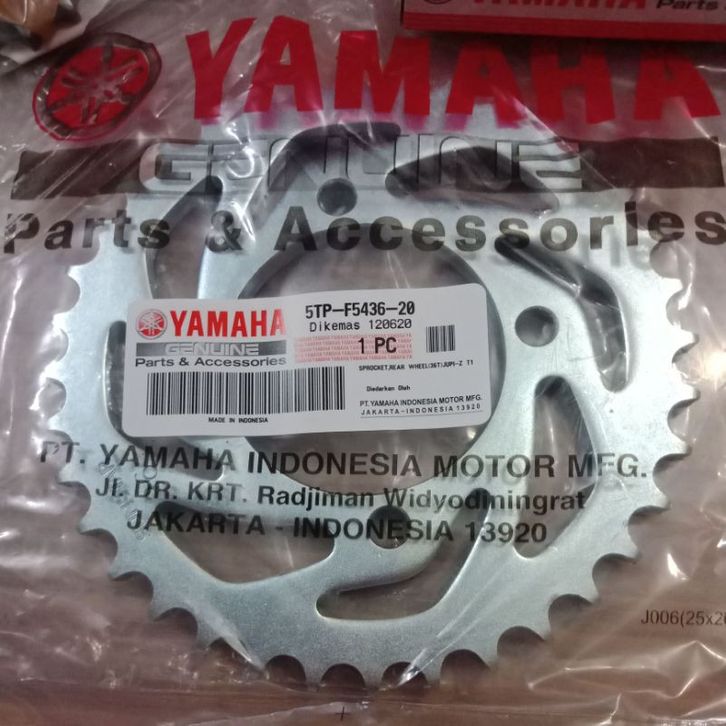 YAMAHA
Parts
YAMAHA
GENUINE
Parts & Accessories
YAMAHA
GENUINE
Parts & Accessories
MADE IN INDONESIA
5TP-F5436-20
Dikemas 120620
1 PC
SPROCKET,REAR WHEEL(36T)JUPI-Z T1
Diedarkan Oleh
PT. YAMAHA INDONESIA MOTOR MFG.
JAKARTA-INDONESIA 13920
PT. YAMAHA INDONESIA MOTOR MFG.
Jl. DR. KRT. Radjiman Widyodiningrat
JAKARTA - INDONESIA 13920